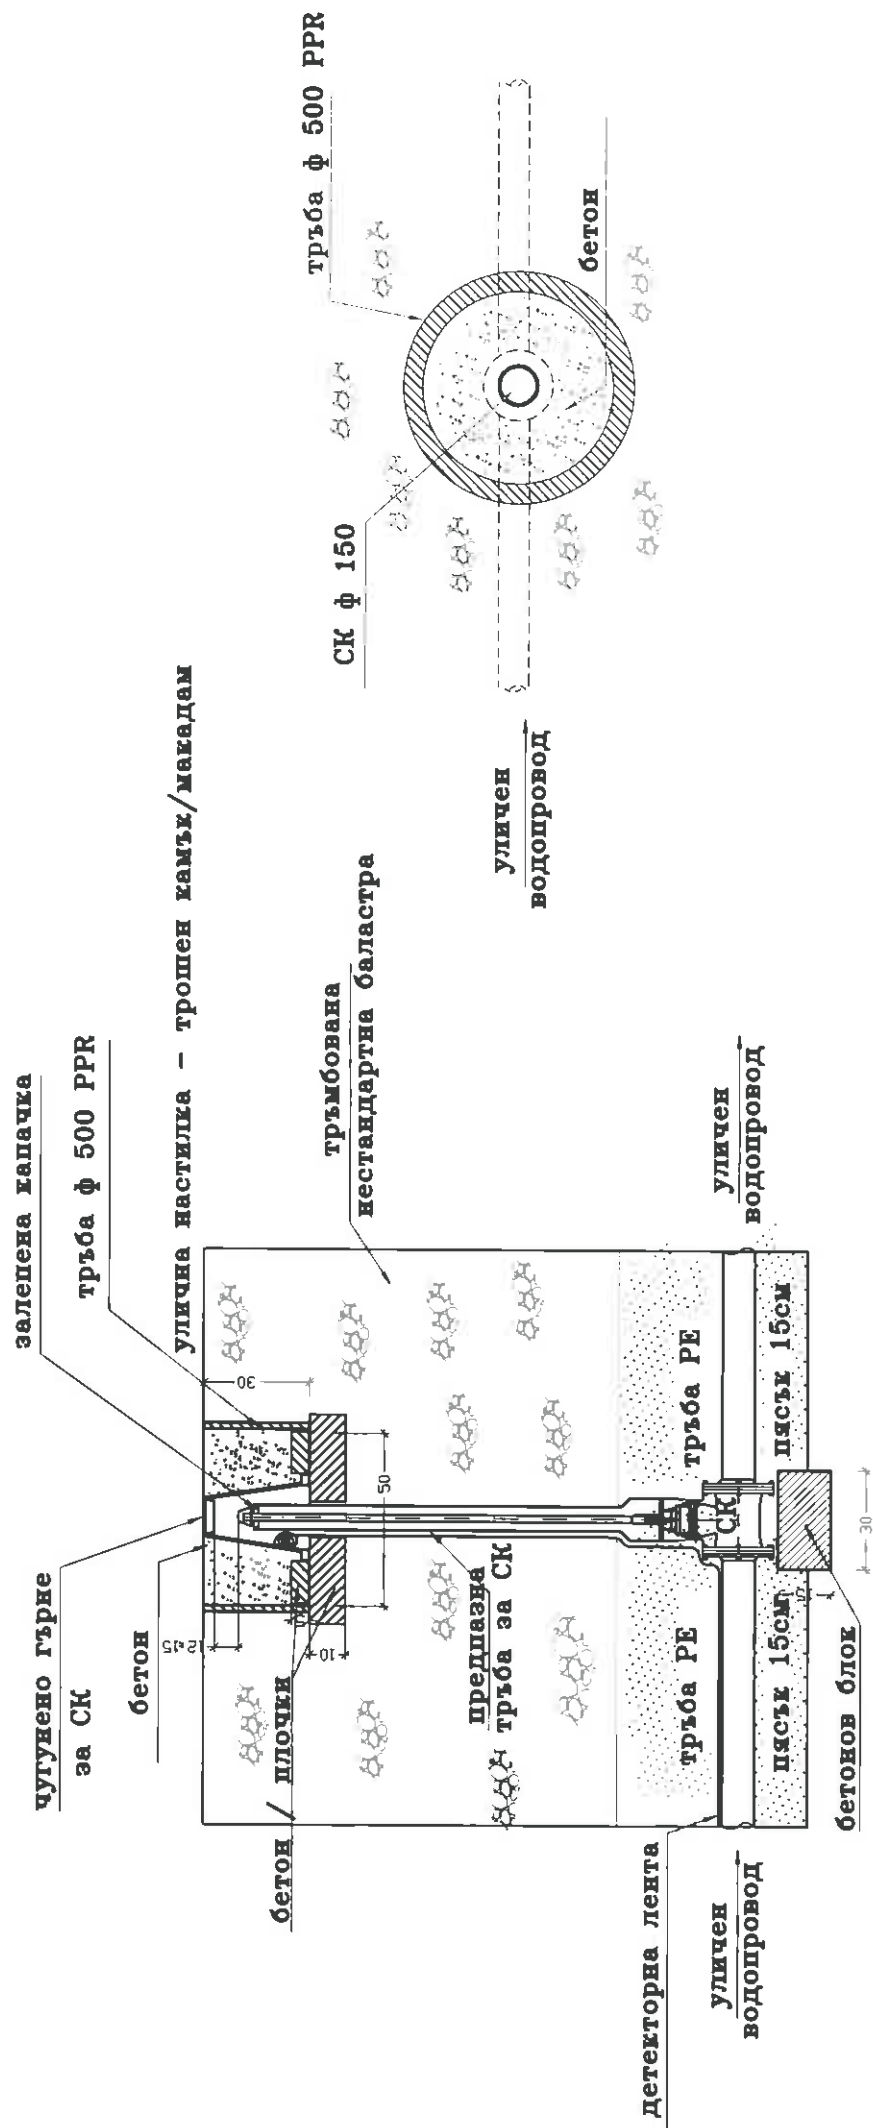 чугунено гърне
за СК
бетон
бетон / плочки
залепена капачка
тръба ф 500 PPR
улична настилка - трошен камък/макадам
тръмбована
нестандартна баластра
30
12±15
10
50
предпазна
тръба за СК
детекторна лента
тръба PE
тръба PE
СК
пясък 15см
пясък 15см
15
30
бетонов блок
уличен
водопровод
уличен
водопровод
тръба ф 500 PPR
СК ф 150
бетон
уличен
водопровод